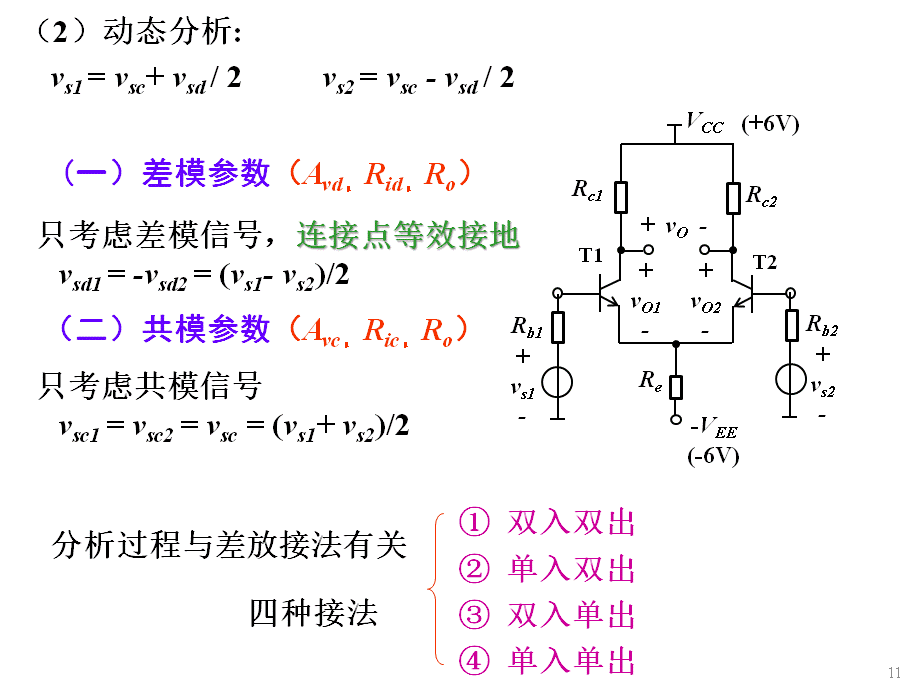 （2）动态分析:
vs1 = vsc+ vsd / 2 vs2 = vsc - vsd / 2
（一）差模参数（Avd、Rid、Ro）
只考虑差模信号，连接点等效接地
vsd1 = -vsd2 = (vs1- vs2)/2
（二）共模参数（Avc、Ric、Ro）
只考虑共模信号
vsc1 = vsc2 = vsc = (vs1+ vs2)/2
VCC (+6V)
Rc1
Rc2
+ vO -
T1
T2
+ +
vO1 vO2
- -
Rb1
Rb2
+ +
vs1
vs2
- -
Re
-VEE
(-6V)
分析过程与差放接法有关
四种接法
① 双入双出
② 单入双出
③ 双入单出
④ 单入单出
11